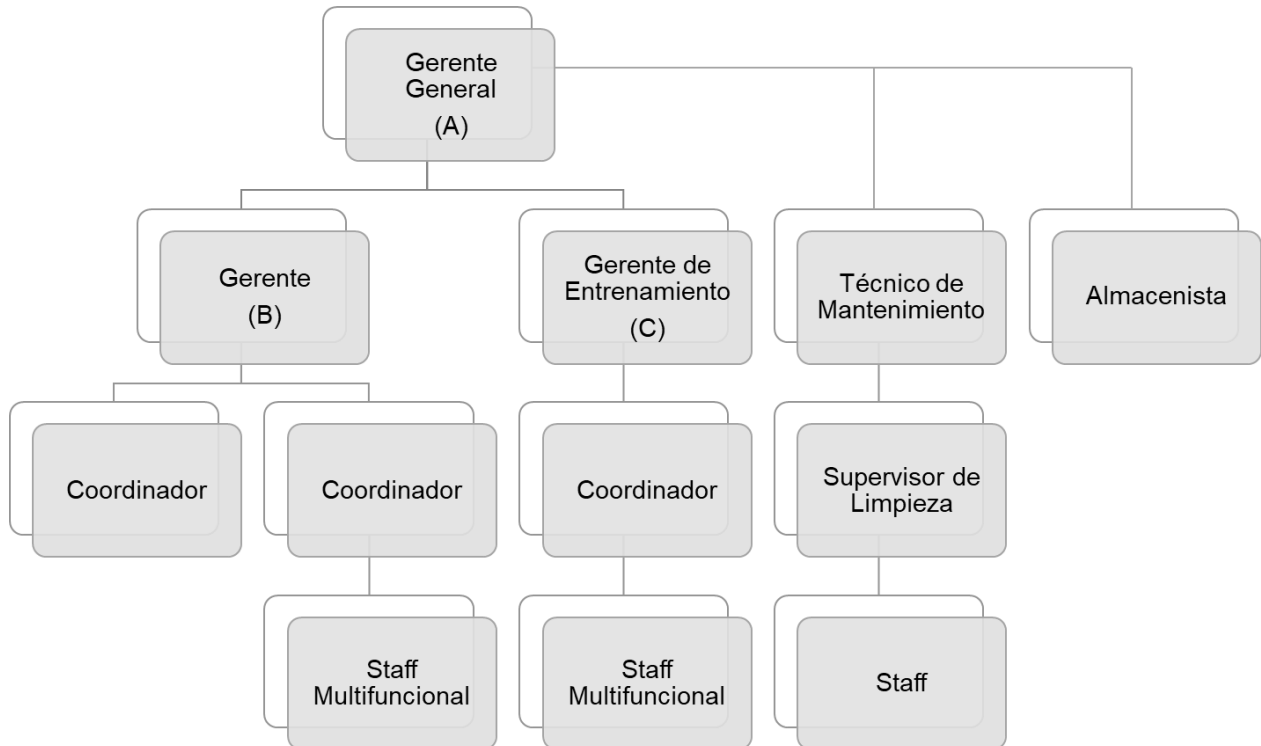 Gerente
General
(A)
Gerente
(B)
Gerente de
Entrenamiento
(C)
Técnico de
Mantenimiento
Almacenista
Coordinador
Coordinador
Coordinador
Supervisor de
Limpieza
Staff
Multifuncional
Staff
Multifuncional
Staff